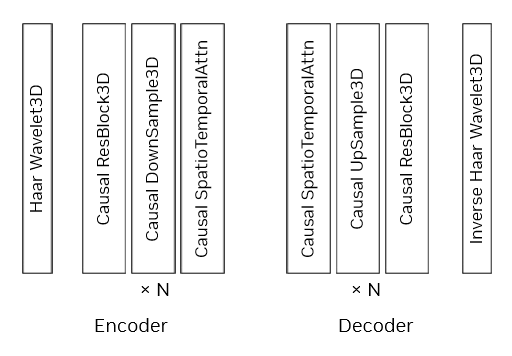 Haar Wavelet3D
Causal ResBlock3D
Causal DownSample3D
Causal SpatioTemporalAttn
× N
Encoder
Causal SpatioTemporalAttn
Causal UpSample3D
Causal ResBlock3D
× N
Decoder
Inverse Haar Wavelet3D